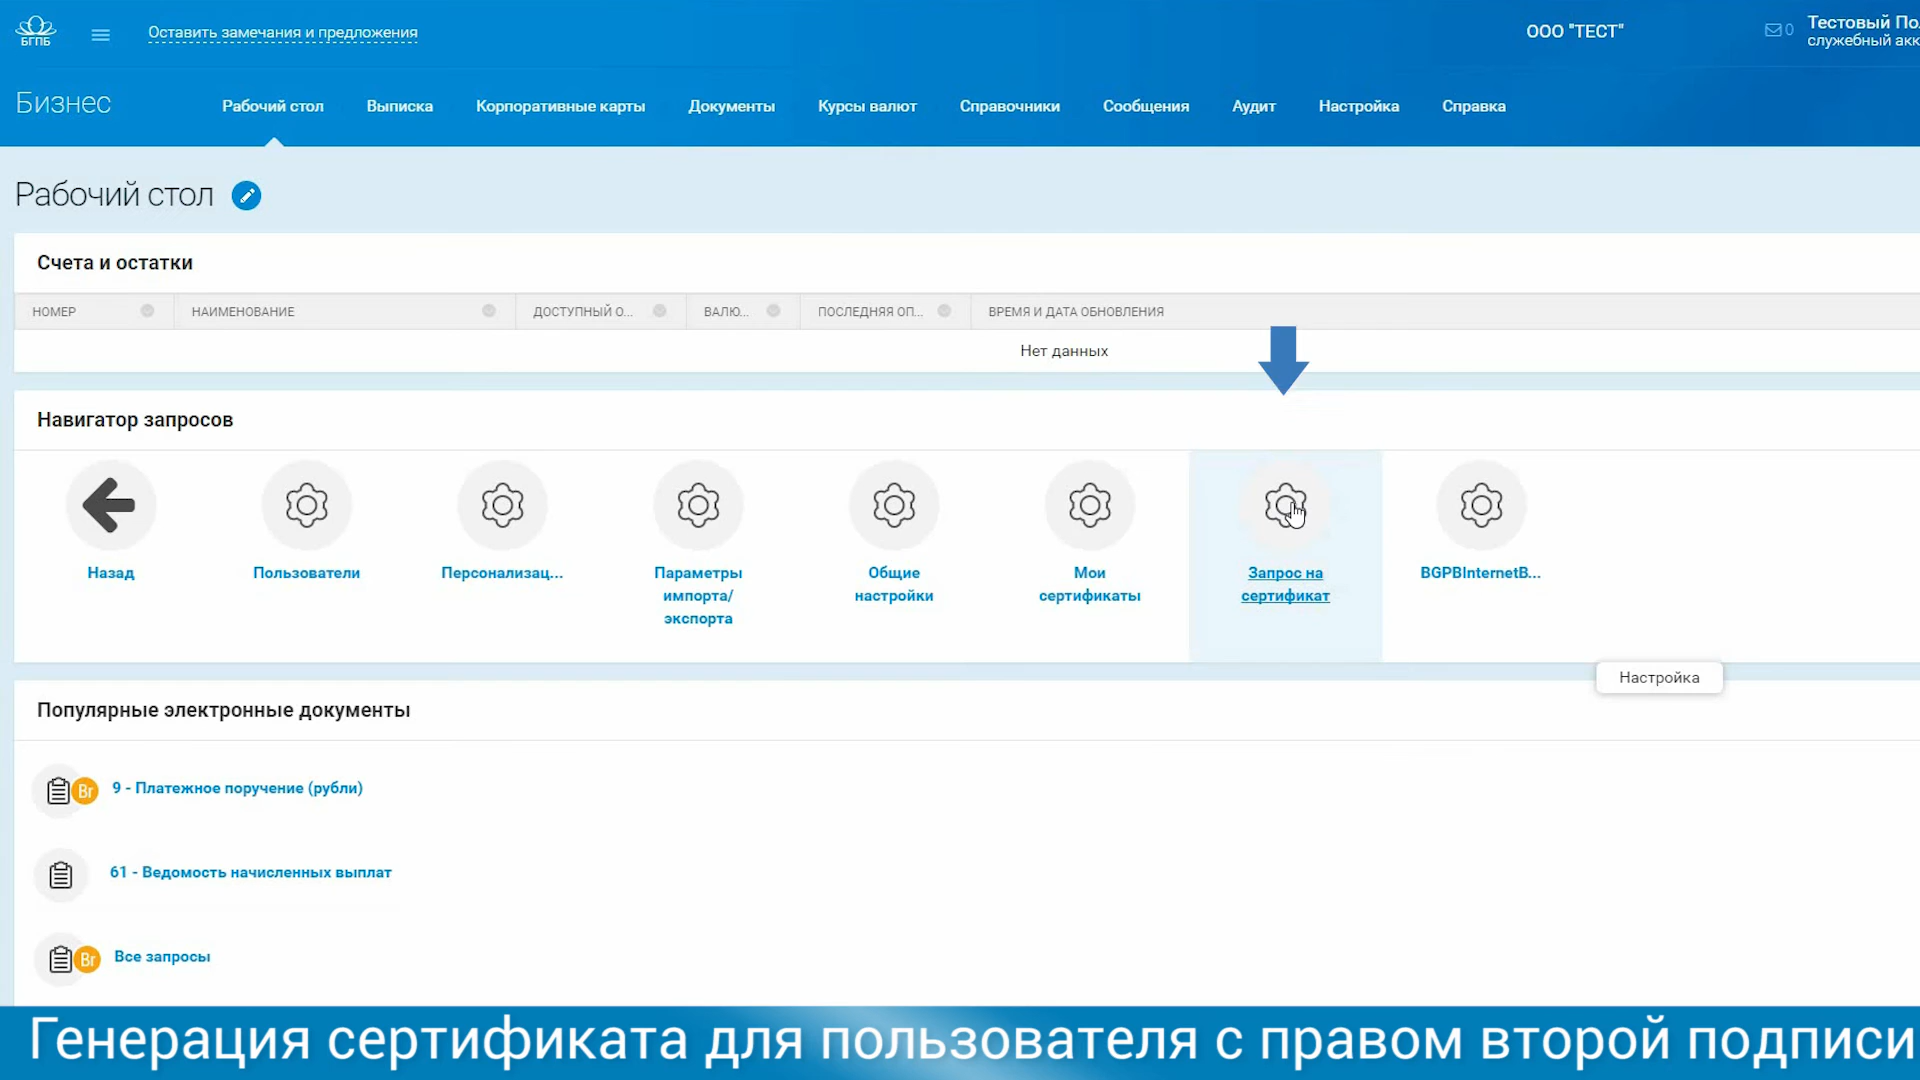 БГПБ
Оставить замечания и предложения
ООО "ТЕСТ"
0
Тестовый По
служебный акк
Бизнес
Рабочий стол
Выписка
Корпоративные карты
Документы
Курсы валют
Справочники
Сообщения
Аудит
Настройка
Справка
Рабочий стол
Счета и остатки
НОМЕР
НАИМЕНОВАНИЕ
ДОСТУПНЫЙ О...
ВАЛЮ...
ПОСЛЕДНЯЯ ОП...
ВРЕМЯ И ДАТА ОБНОВЛЕНИЯ
Нет данных
Навигатор запросов
Назад
Пользователи
Персонализац...
Параметры
импорта/
экспорта
Общие
настройки
Мои
сертификаты
Запрос на
сертификат
BGPBInternetB...
Настройка
Популярные электронные документы
Br
9 - Платежное поручение (рубли)
61 - Ведомость начисленных выплат
Br
Все запросы
Генерация сертификата для пользователя с правом второй подписи